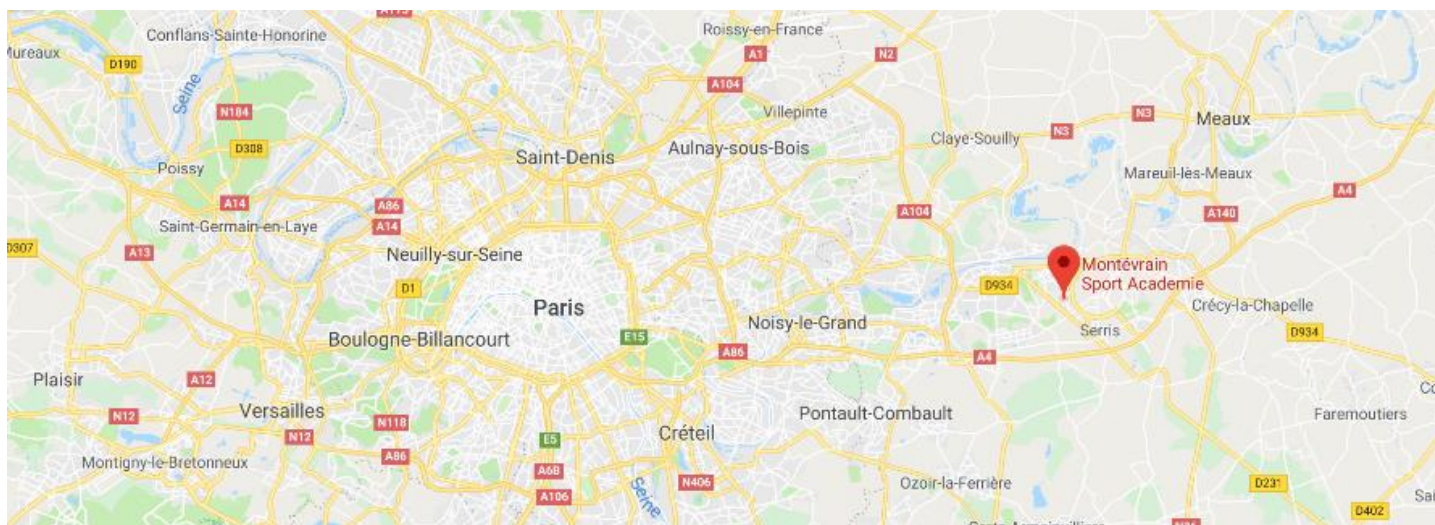 A115
Conflans-Sainte-Honorine
Roissy-en-France
Mureaux
D190
A1
N2
Seine
A104
N184
Villepinte
N3
N3
Meaux
D308
Claye-Souilly
Saint-Denis
Aulnay-sous-Bois
Poissy
Mareuil-lès-Meaux
A4
A14
A86
A104
A140
Saint-Germain-en-Laye
A14
D307
A13
Neuilly-sur-Seine
Montévrain
Sport Academie
D1
D934
Paris
Crécy-la-Chapelle
Noisy-le-Grand
Serris
D934
Boulogne-Billancourt
E15
A86
A4
Plaisir
A12
Versailles
N12
N118
Pontault-Combault
Faremoutiers
N12
Créteil
E5
A86
Montigny-le-Bretonneux
A6B
N406
Ozoir-la-Ferrière
D231
A106
Seine
D402